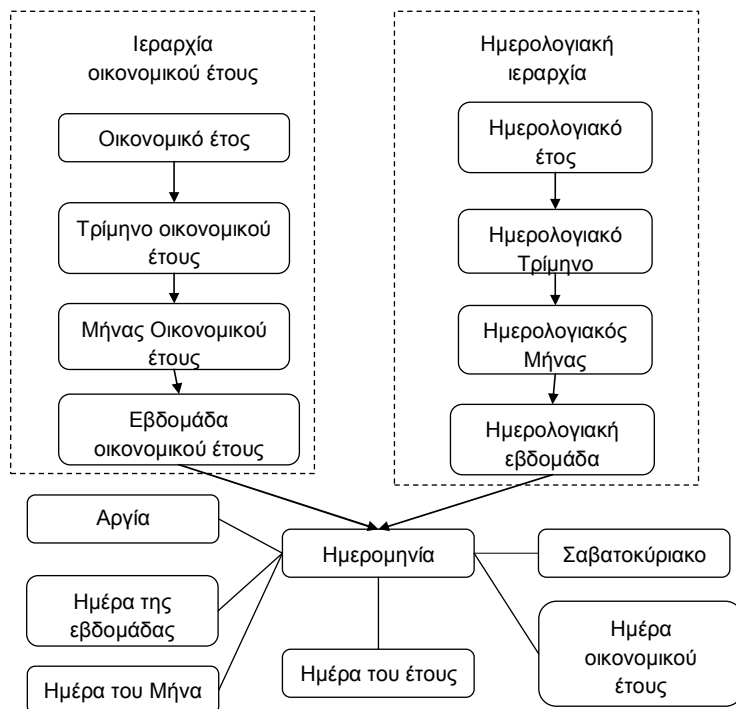 Ιεραρχία
οικονομικού έτους
Οικονομικό έτος
Τρίμηνο οικονομικού
έτους
Μήνας Οικονομικού
έτους
Εβδομάδα
οικονομικού έτους
Ημερολογιακή
ιεραρχία
Ημερολογιακό
έτος
Ημερολογιακό
Τρίμηνο
Ημερολογιακός
Μήνας
Ημερολογιακή
εβδομάδα
Αργία
Ημερομηνία
Σαβατοκύριακο
Ημέρα της
εβδομάδας
Ημέρα του Μήνα
Ημέρα του έτους
Ημέρα
οικονομικού
έτους